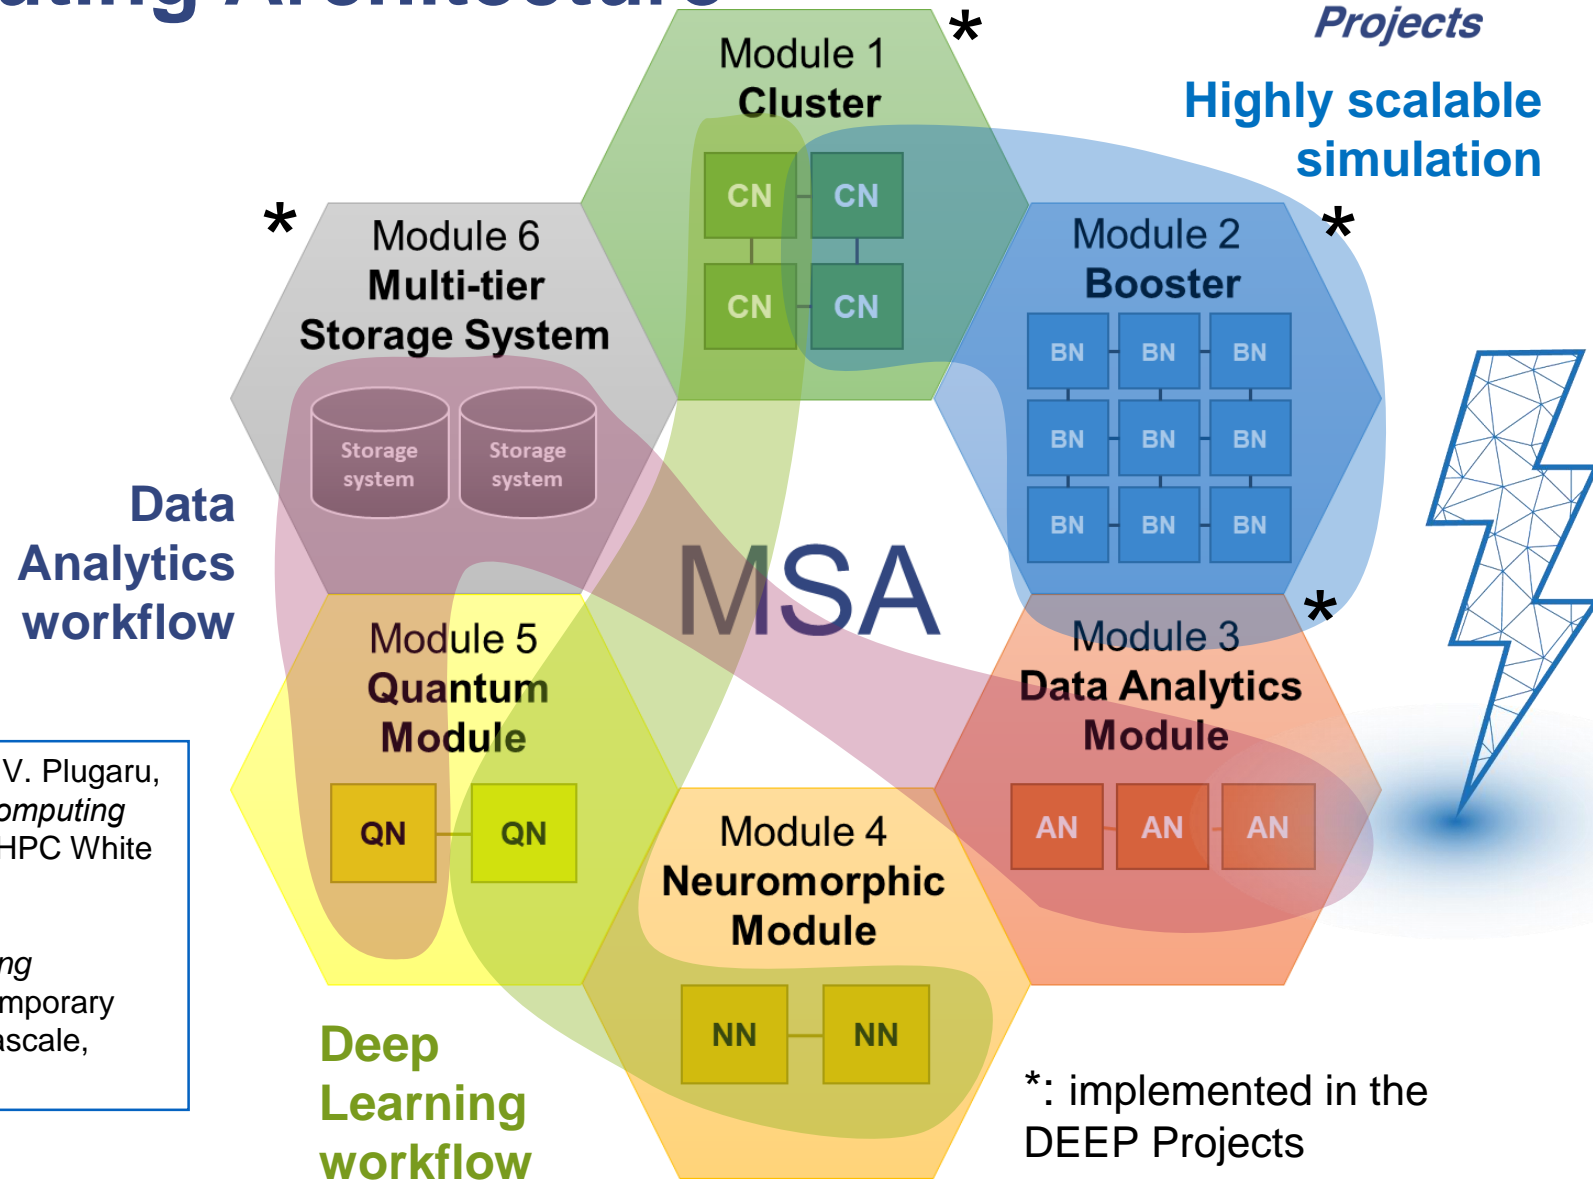 Architecture
Projects
Highly scalable
simulation
*
Module 1
Cluster
CN CN
CN CN
*
Module 2
Booster
BN BN BN
BN BN BN
BN BN BN
*
Module 6
Multi-tier
Storage System
Storage
system
Storage
system
Data
Analytics
workflow
MSA
*
Module 3
Data Analytics
Module
AN AN AN
Module 5
Quantum
Module
QN QN
Module 4
Neuromorphic
Module
NN NN
V. Plugaru,
HPC White
ascale,
Deep
Learning
workflow
*: implemented in the
DEEP Projects